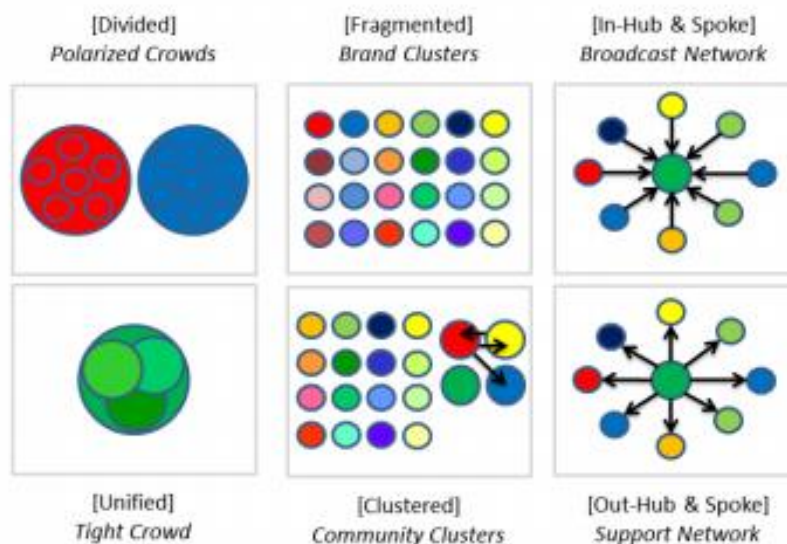 [Divided]
Polarized Crowds
[Fragmented]
Brand Clusters
[In-Hub & Spoke]
Broadcast Network
[Unified]
Tight Crowd
[Clustered]
Community Clusters
[Out-Hub & Spoke]
Support Network